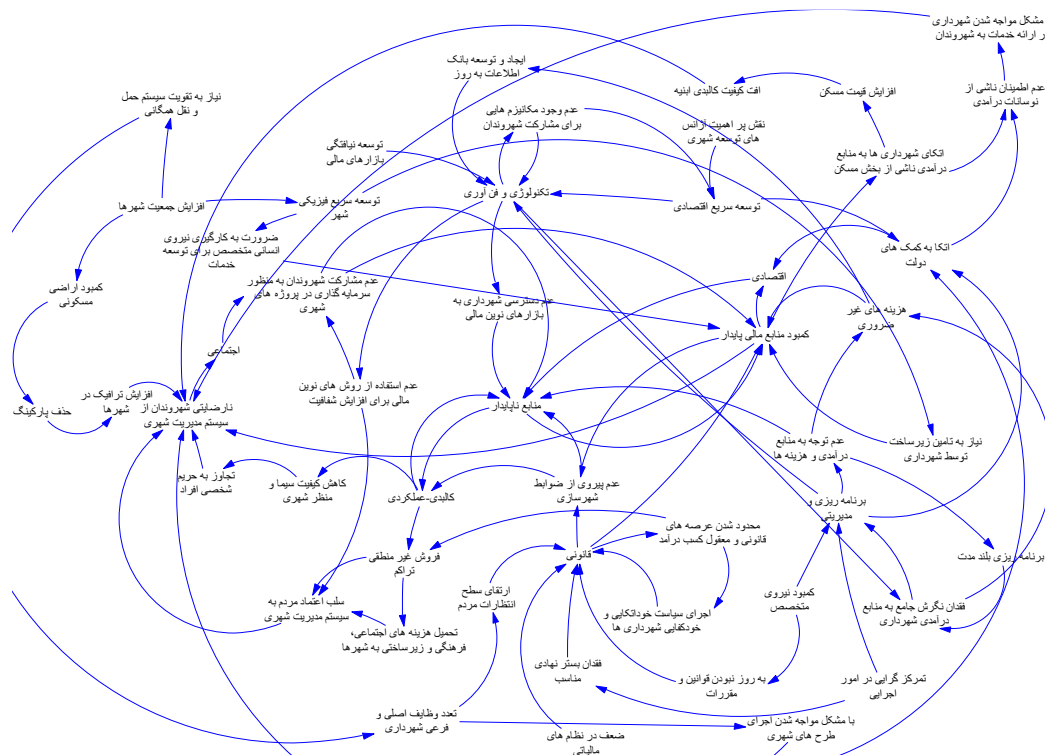 مشکل مواجه شدن شهرداری
ر ارائه خدمات به شهروندان
ایجاد و توسعه بانک
اطلاعات به روز
نیاز به تقویت سیستم حمل
و نقل همگانی
افت کیفیت کالبدی ابنیه
افزایش قیمت مسکن
عدم اطمینان ناشی از
نوسانات درآمدی
عدم وجود مکانیزم هایی
برای مشارکت شهروندان
نقش پر اهمیت آژانس
های توسعه شهری
توسعه نیافتگی
بازارهای مالی
اتکای شهرداری ها به منابع
درآمدی ناشی از بخش مسکن
تکنولوژی و فن آوری
توسعه سریع اقتصادی
افزایش جمعیت شهرها
توسعه سریع فیزیکی
شهر
ضرورت به کارگیری نیروی
انسانی متخصص برای توسعه
خدمات
اتکا به کمک های
دولت
اقتصادی
کمبود اراضی
مسکونی
عدم مشارکت شهروندان به منظور
سرمایه گذاری در پروژه های
شهری
عدم دسترسی شهرداری به
بازارهای نوین مالی
کمبود منابع مالی پایدار
هزینه های غیر
ضروری
اجتماعی
عدم استفاده از روش های نوین
مالی برای افزایش شفافیت
منابع ناپایدار
افزایش ترافیک در
شهرها
حذف پارکینگ
نارضایتی شهروندان از
سیستم مدیریت شهری
عدم توجه به منابع
درآمدی و هزینه ها
نیاز به تامین زیرساخت
توسط شهرداری
تجاوز به حریم
شخصی افراد
کاهش کیفیت سیما و
منظر شهری
کالبدی-عملکردی
عدم پیروی از ضوابط
شهرسازی
برنامه ریزی و
مدیریتی
محدود شدن عرصه های
قانونی و معقول کسب درآمد
قانونی
فروش غیر منطقی
تراکم
برنامه ریزی بلند مدت
ارتقای سطح
انتظارات مردم
کمبود نیروی
متخصص
فقدان نگرش جامع به منابع
درآمدی شهرداری
سلب اعتماد مردم به
سیستم مدیریت شهری
اجرای سیاست خوداتکایی و
خودکفایی شهرداری ها
تحمیل هزینه های اجتماعی،
فرهنگی و زیرساختی به شهرها
فقدان بستر نهادی
مناسب
به روز نبودن قوانین و
مقررات
تمرکز گرایی در امور
اجرایی
تعدد وظایف اصلی و
فرعی شهرداری
ضعف در نظام های
مالیاتی
با مشکل مواجه شدن اجرای
طرح های شهری